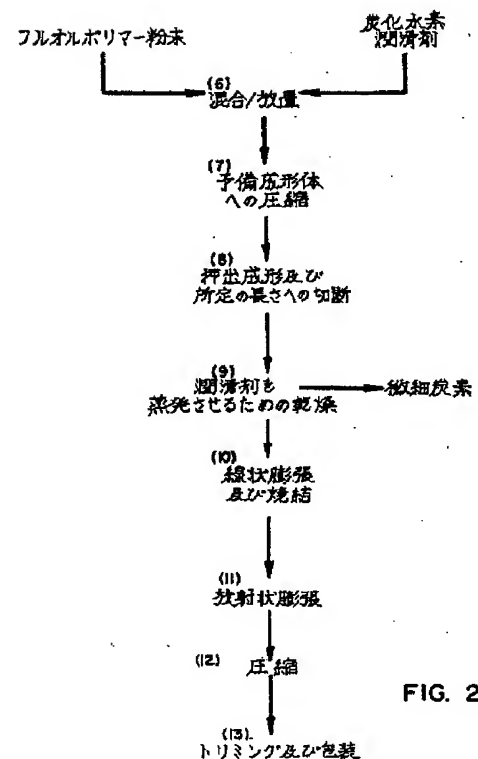 フルオルポリマー粉末
炭化水素
潤滑剤
(6)
混合/放置
(7)
予備成形体
への圧縮
(8)
押出成形及び
所定の長さへの切断
(9)
潤滑剤を
蒸発させるための乾燥
微細炭素
(10)
線状膨張
及び焼結
(11)
放射状膨張
(12)
圧縮
FIG. 2
(13).
トリミング及び包装